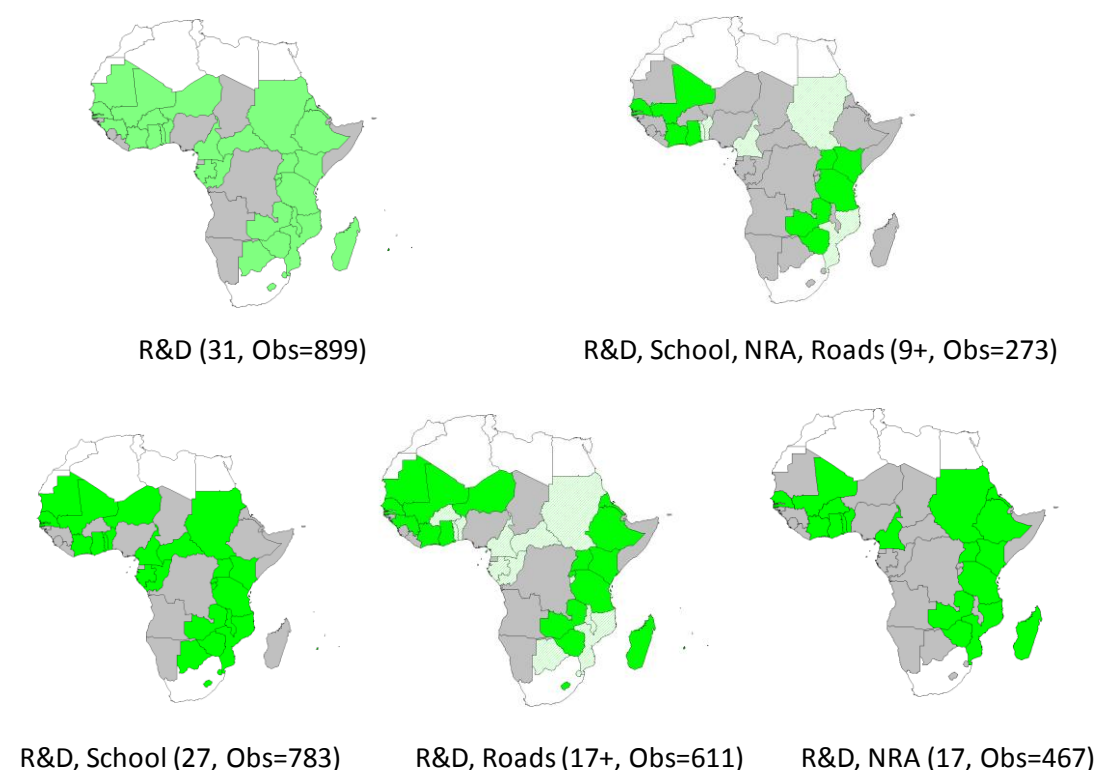 R&D (31, Obs=899)
R&D, School, NRA, Roads (9+, Obs=273)
R&D, School (27, Obs=783)
R&D, Roads (17+, Obs=611)
R&D, NRA (17, Obs=467)